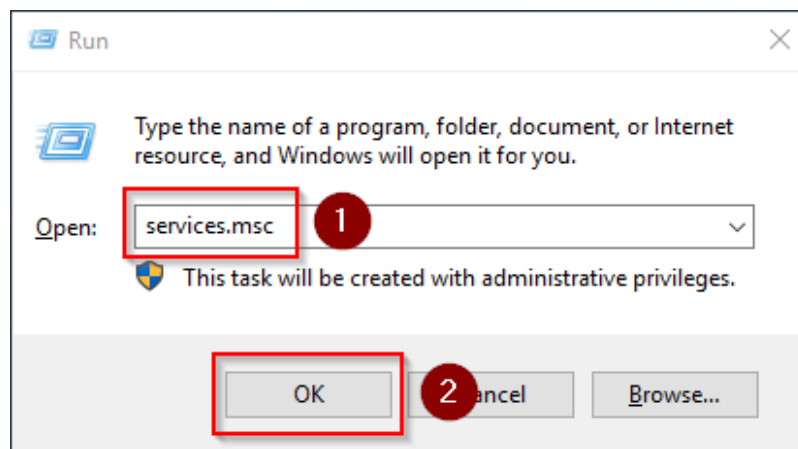 Run
Type the name of a program, folder, document, or Internet
resource, and Windows will open it for you.
Open: services.msc 1
This task will be created with administrative privileges.
OK 2 ancel Browse...